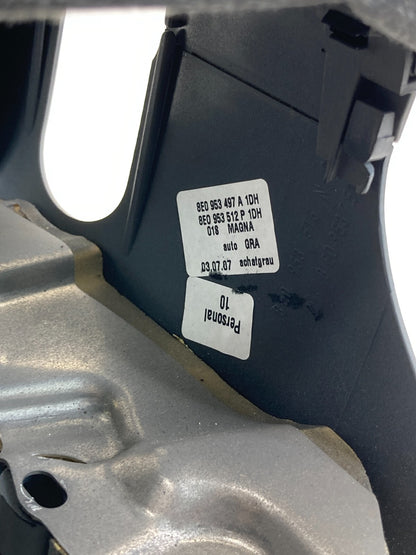 8E0 953 497 A 1DH
8E0 953 512 P 1DH
018 MAGNA
auto GRA
03.07.07 achatgrau
Personal
10